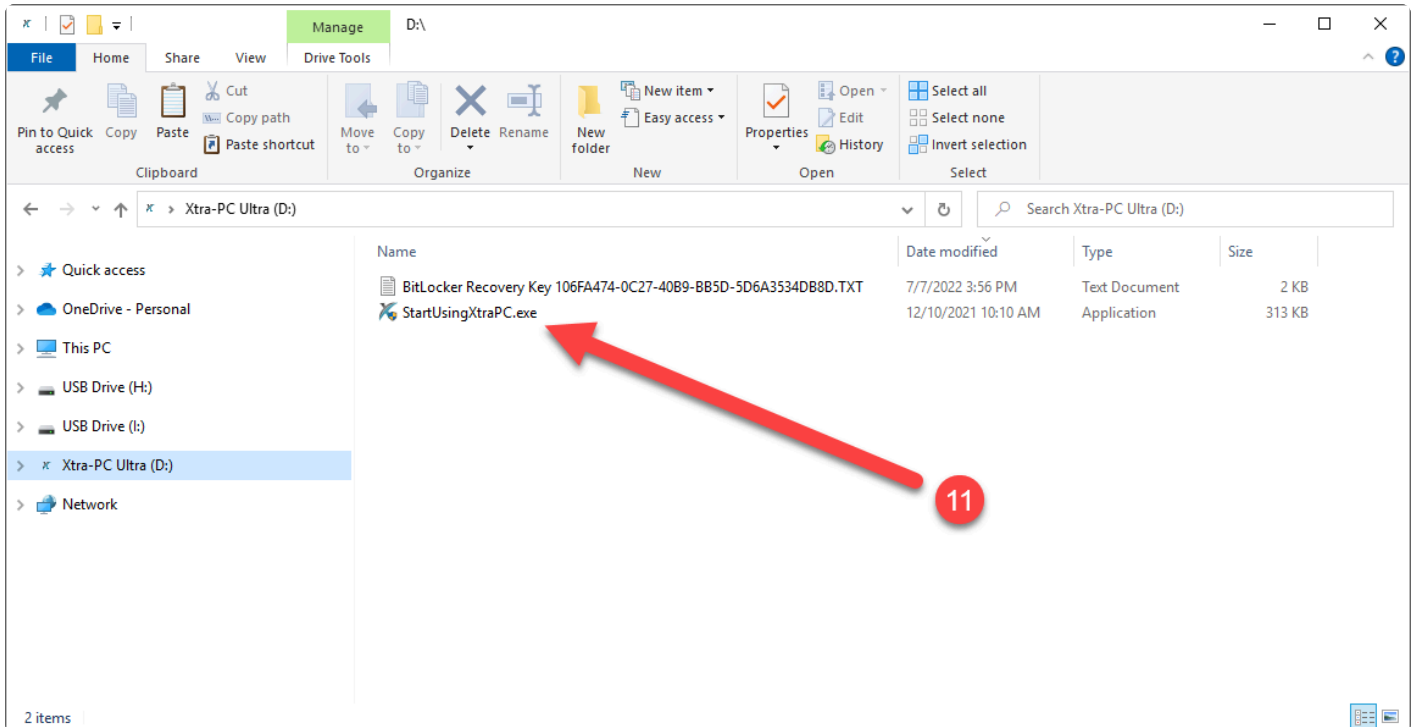 Manage D:\
File Home Share View Drive Tools
Pin to Quick access
Copy
Paste
Cut
Copy path
Paste shortcut
Clipboard
Move to
Copy to
Delete
Rename
Organize
New folder
New item
Easy access
New
Properties
Open
Edit
History
Open
Select all
Select none
Invert selection
Select
Xtra-PC Ultra (D:)
Search Xtra-PC Ultra (D:)
Quick access
OneDrive - Personal
This PC
USB Drive (H:)
USB Drive (I:)
Xtra-PC Ultra (D:)
Network
Name Date modified Type Size
BitLocker Recovery Key 106FA474-0C27-40B9-BB5D-5D6A3534DB8D.TXT 7/7/2022 3:56 PM Text Document 2 KB
StartUsingXtraPC.exe 12/10/2021 10:10 AM Application 313 KB
11
2 items